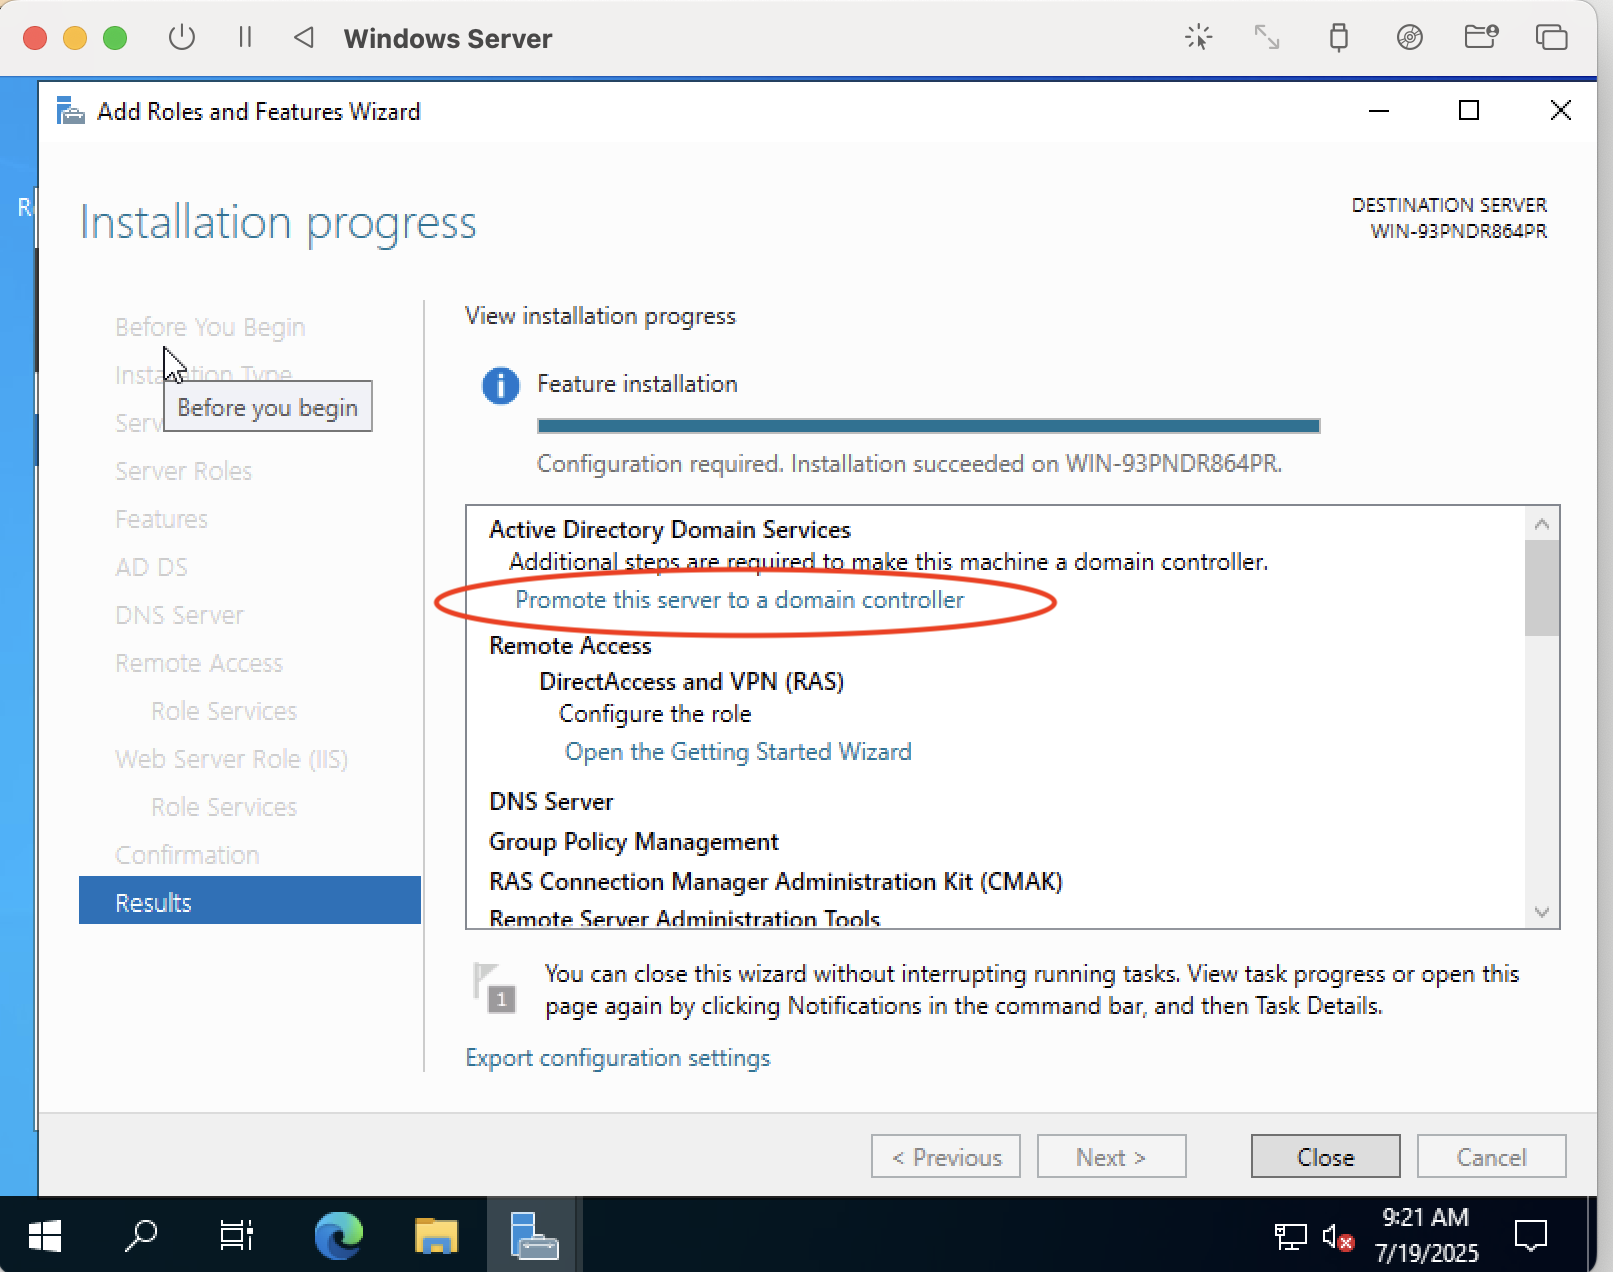 Windows Server
Add Roles and Features Wizard
Installation progress
DESTINATION SERVER
WIN-93PNDR864PR
Before You Begin
Before you begin
Server Roles
Features
AD DS
DNS Server
Remote Access
Role Services
Web Server Role (IIS)
Role Services
Confirmation
Results
View installation progress
Feature installation
Configuration required. Installation succeeded on WIN-93PNDR864PR.
Active Directory Domain Services
Additional steps are required to make this machine a domain controller.
Promote this server to a domain controller
Remote Access
DirectAccess and VPN (RAS)
Configure the role
Open the Getting Started Wizard
DNS Server
Group Policy Management
RAS Connection Manager Administration Kit (CMAK)
Remote Server Administration Tools
1
You can close this wizard without interrupting running tasks. View task progress or open this
page again by clicking Notifications in the command bar, and then Task Details.
Export configuration settings
< Previous
Next >
Close
Cancel
9:21 AM
7/19/2025